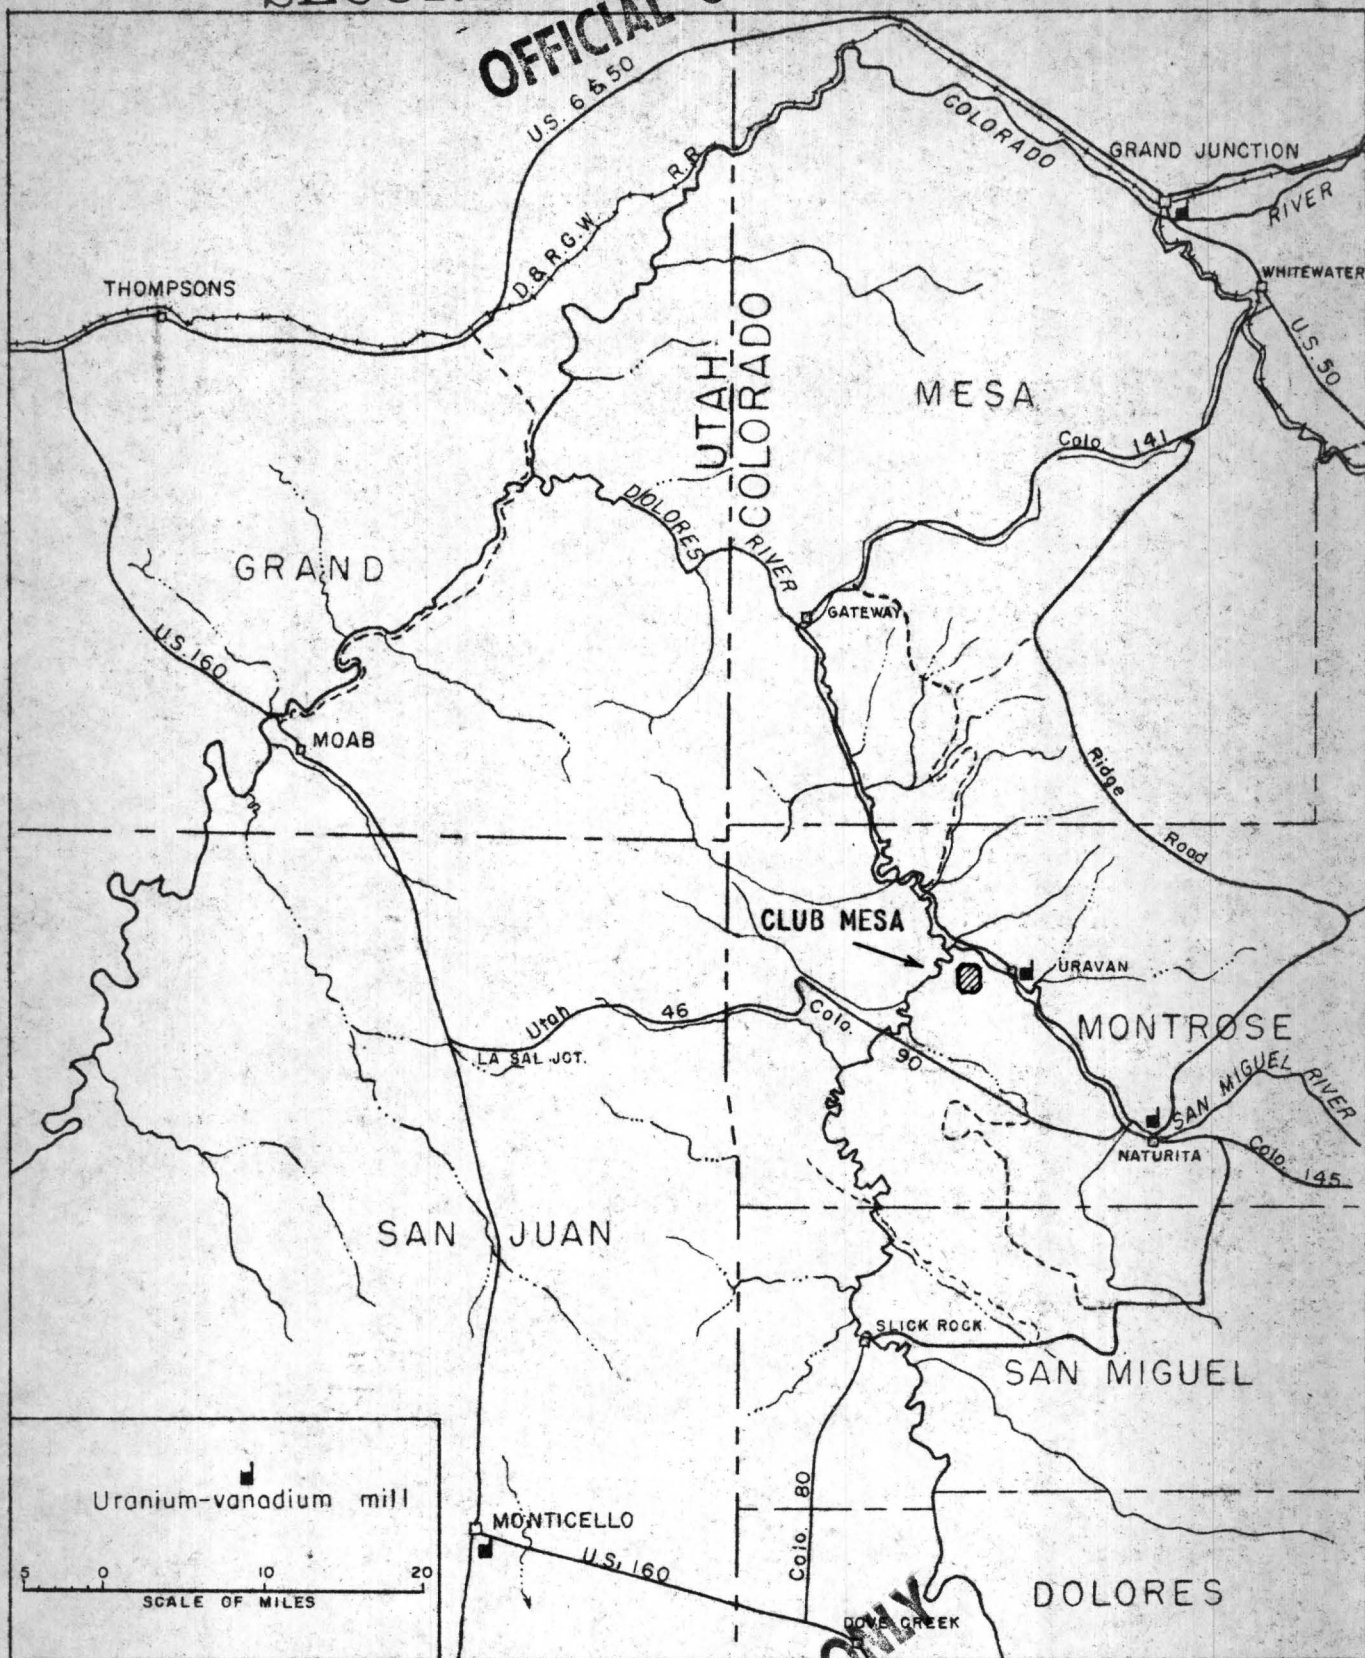 OFFICIAL
U.S. 6 & 50
COLORADO
GRAND JUNCTION
RIVER
D. & R. G. W. R. R.
WHITEWATER
THOMPSONS
U.S. 50
UTAH
COLORADO
MESA
Colo. 141
DOLORES
RIVER
GRAND
GATEWAY
U.S. 160
MOAB
Ridge
Road
CLUB MESA
URAVAN
Utah 46
Colo.
90
MONTROSE
LA SAL JCT.
SAN MIGUEL RIVER
NATURITA
Colo. 145
SAN JUAN
SLICK ROCK
SAN MIGUEL
Uranium-vanadium mill
Colo. 80
MONTICELLO
U.S. 160
5 0 10 20
SCALE OF MILES
DOLORES
DOVE CREEK
ONLY